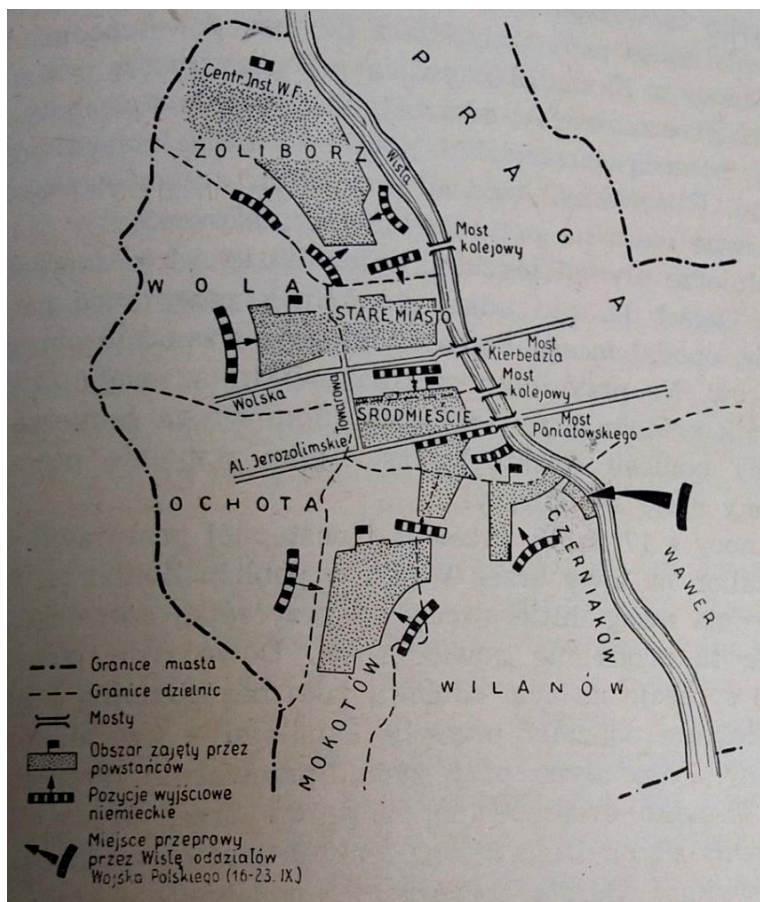 Centr. Inst. W.F.
ŻOLIBORZ
PRAGA
Wisła
Most
kolejowy
WOLA
STARE MIASTO
Most
Kierbedzia
Most
kolejowy
Wolska
Towarowa
ŚRÓDMIEŚCIE
Most
Poniatowskiego
Al. Jerozolimskie
OCHOTA
CZERNIAKÓW
WAWER
WILANÓW
MOKOTÓW
Granice miasta
Granice dzielnic
Mosty
Obszar zajęty przez
powstańców
Pozycje wyjściowe
niemieckie
Miejsce przeprawy
przez Wisłę oddziałów
Wojska Polskiego (16-23. IX.)